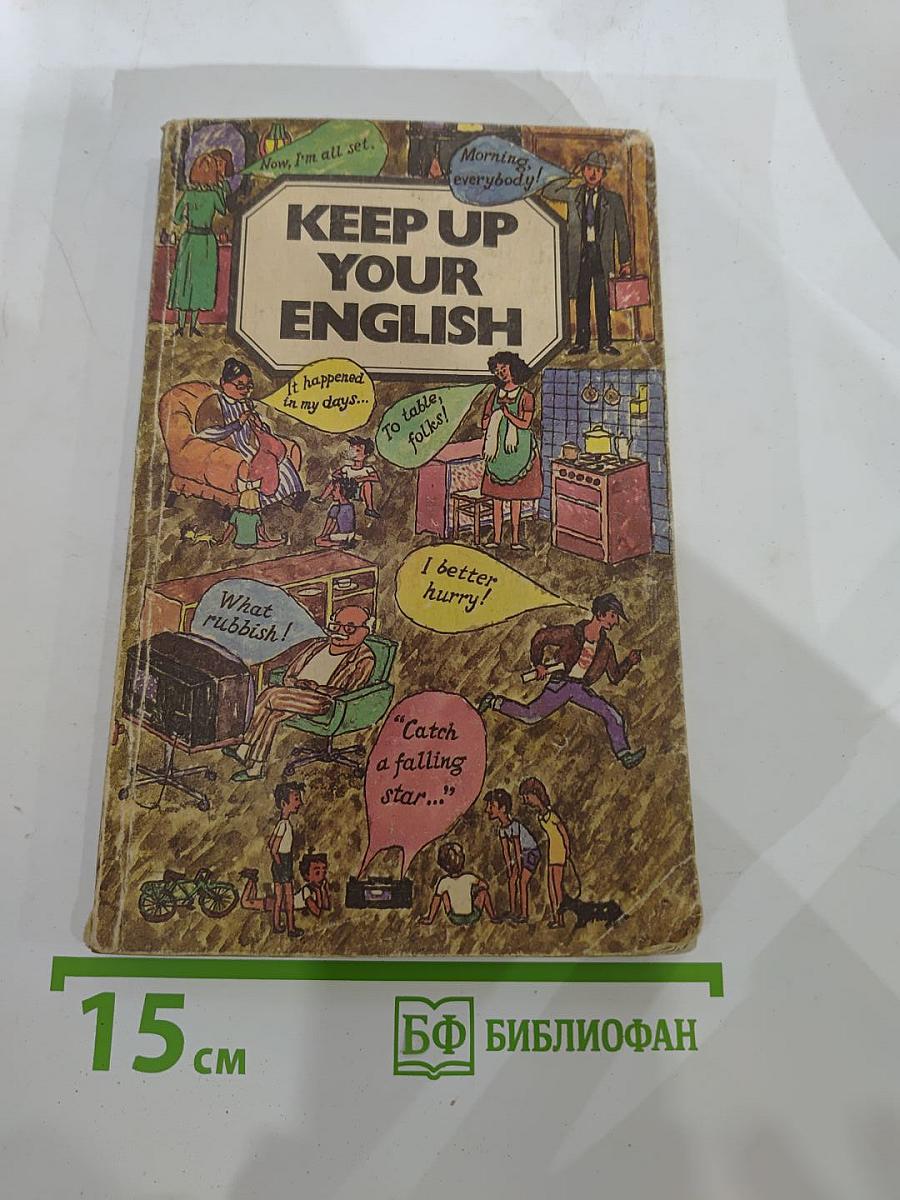 Now, I'm all set.
Morning,
everybody!
KEEP UP
YOUR
ENGLISH
It happened
in my days...
To table,
folks!
I better
hurry!
What
rubbish!
"Catch
a falling
star..."
15 см
БФ БИБЛИОФАН